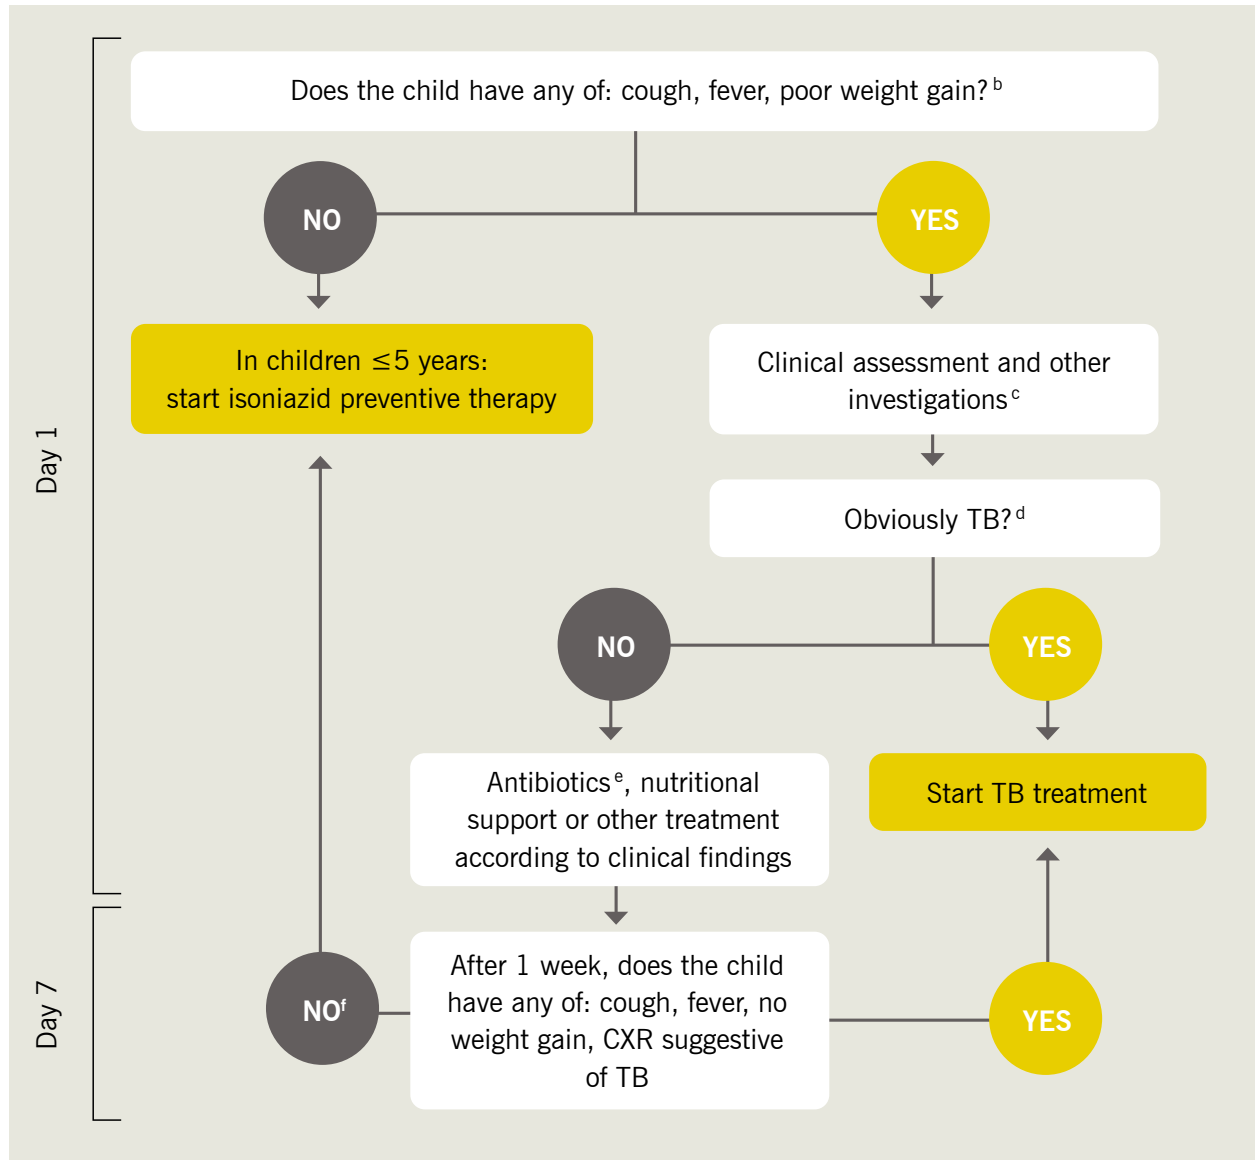 Day 1
Does the child have any of: cough, fever, poor weight gain? b
NO
YES
In children ≤5 years:
start isoniazid preventive therapy
Clinical assessment and other
investigations c
Obviously TB? d
NO
YES
Antibiotics e, nutritional
support or other treatment
according to clinical findings
Start TB treatment
Day 7
After 1 week, does the child
have any of: cough, fever, no
weight gain, CXR suggestive
of TB
NO f
YES